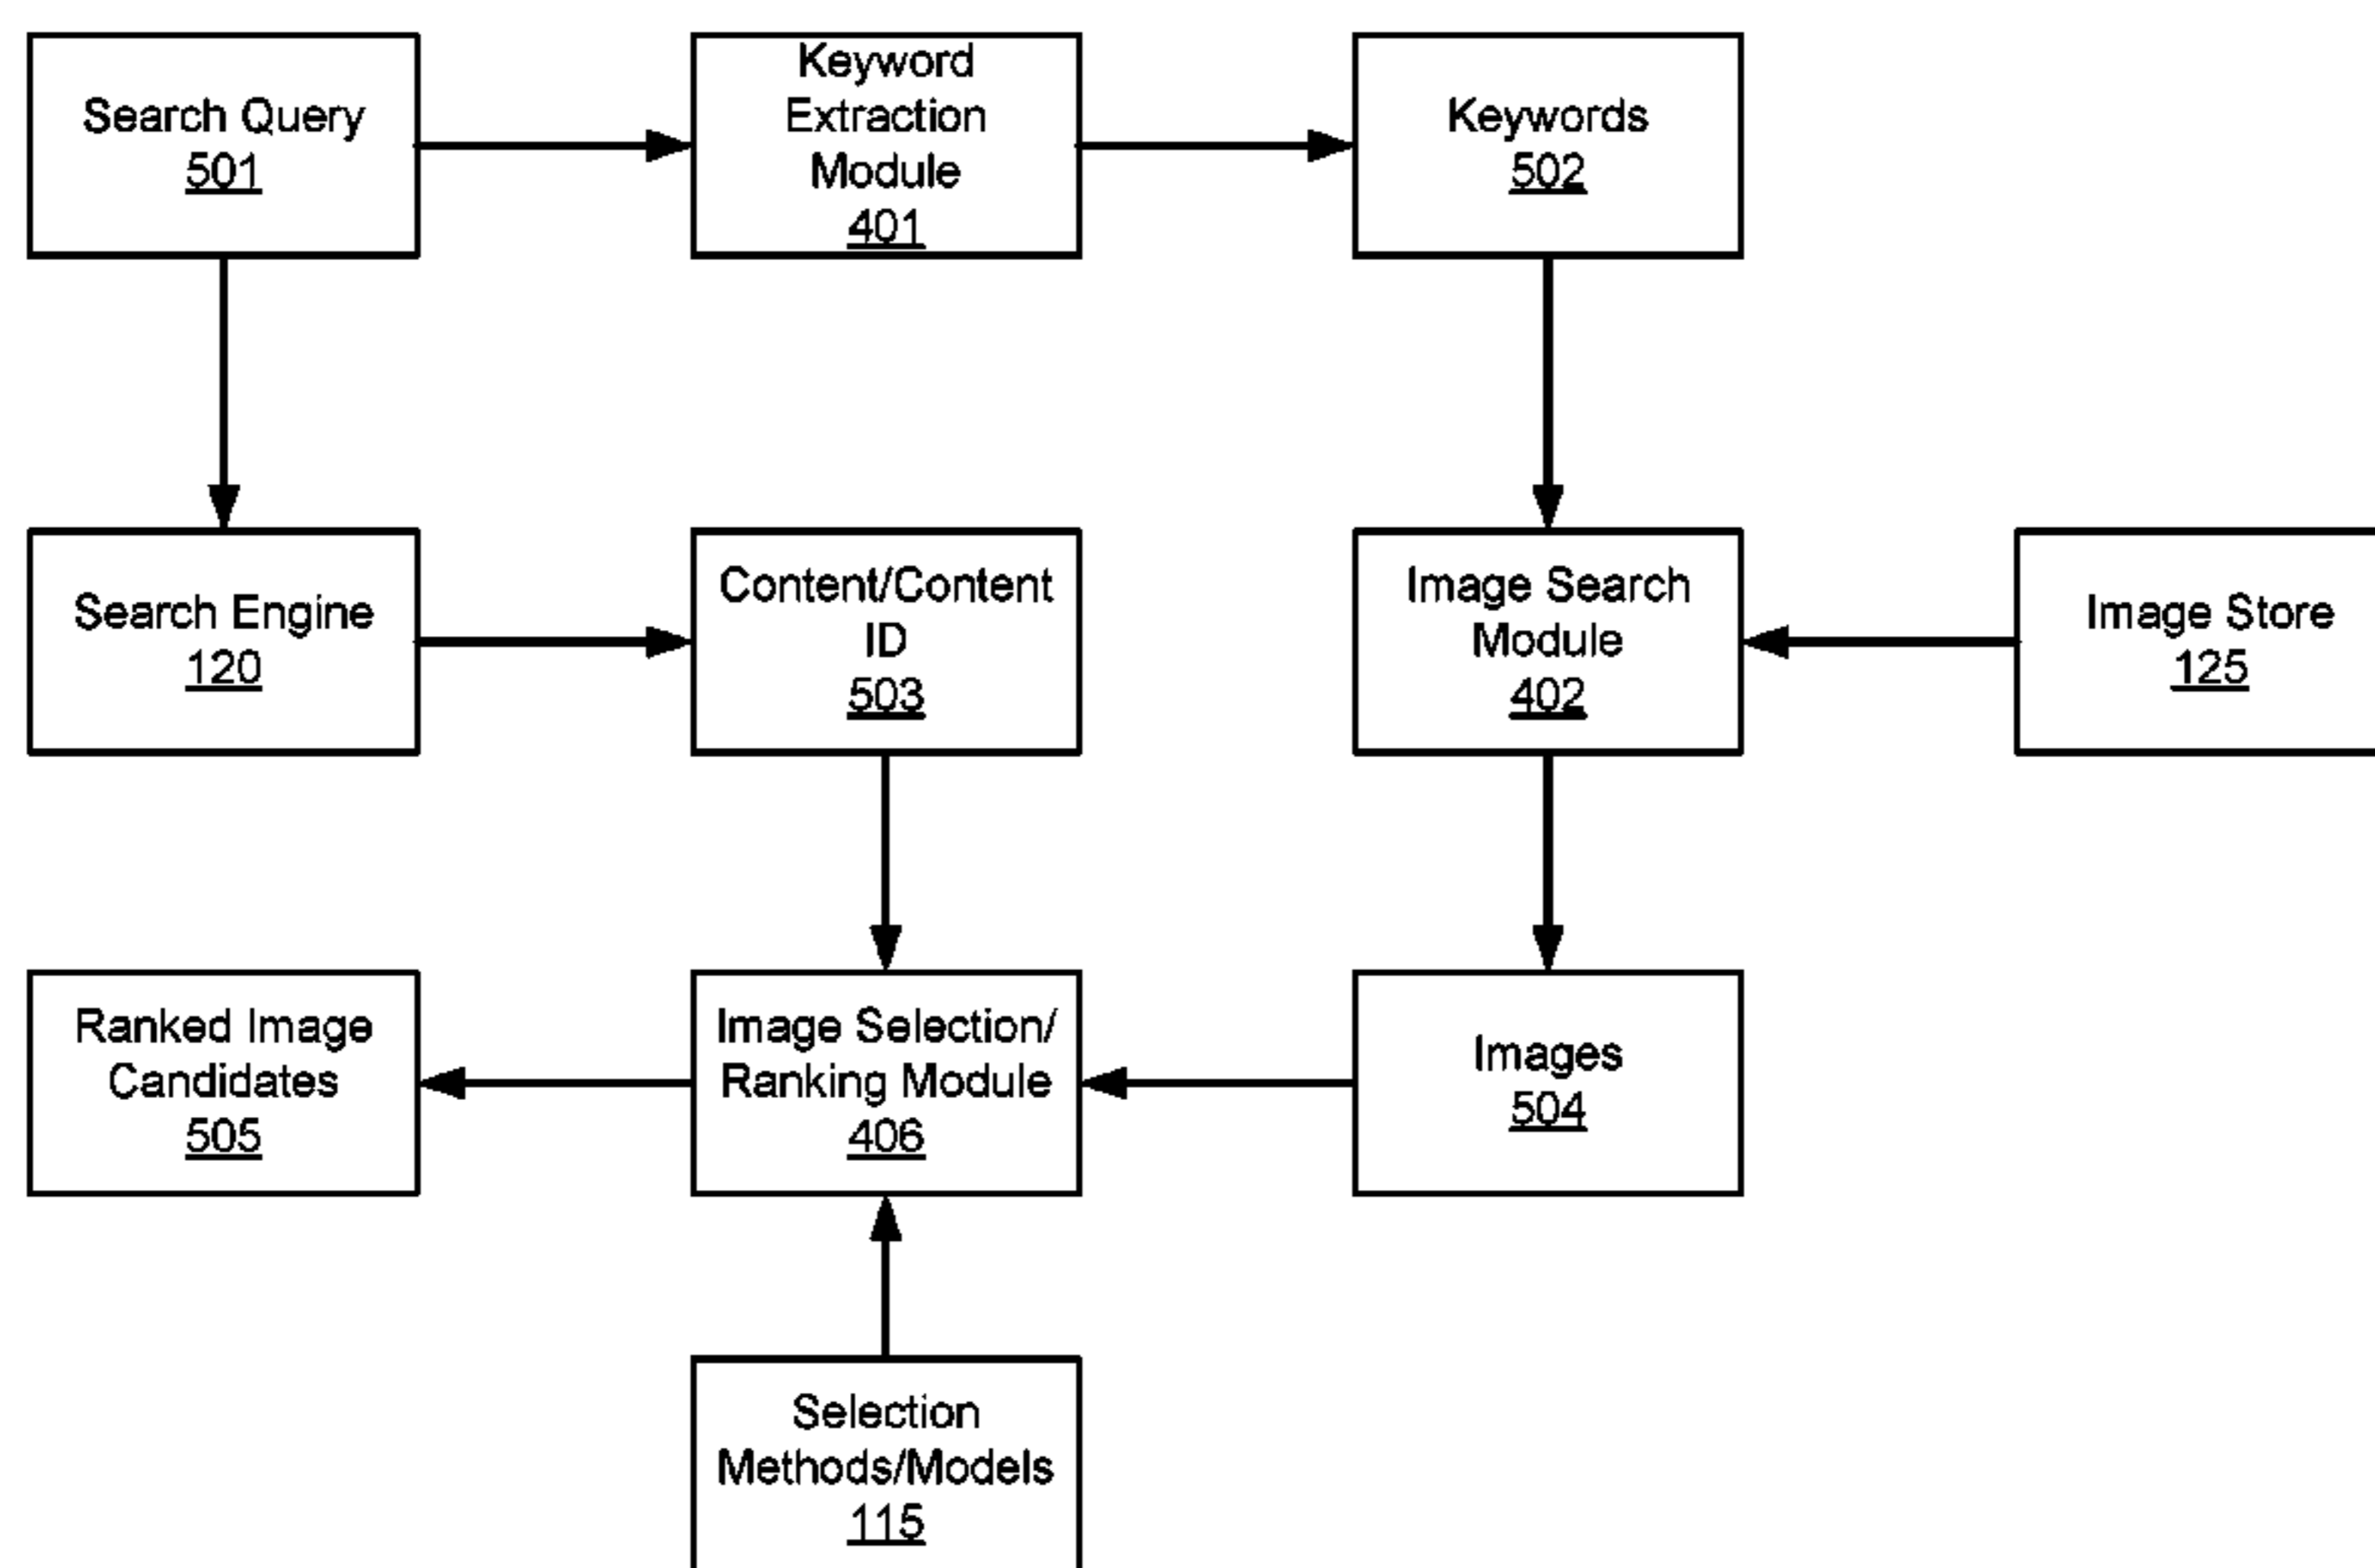 Search Query
501
Keyword
Extraction
Module
401
Keywords
502
Search Engine
120
Content/Content
ID
503
Image Search
Module
402
Image Store
125
Ranked Image
Candidates
505
Image Selection/
Ranking Module
406
Images
504
Selection
Methods/Models
115